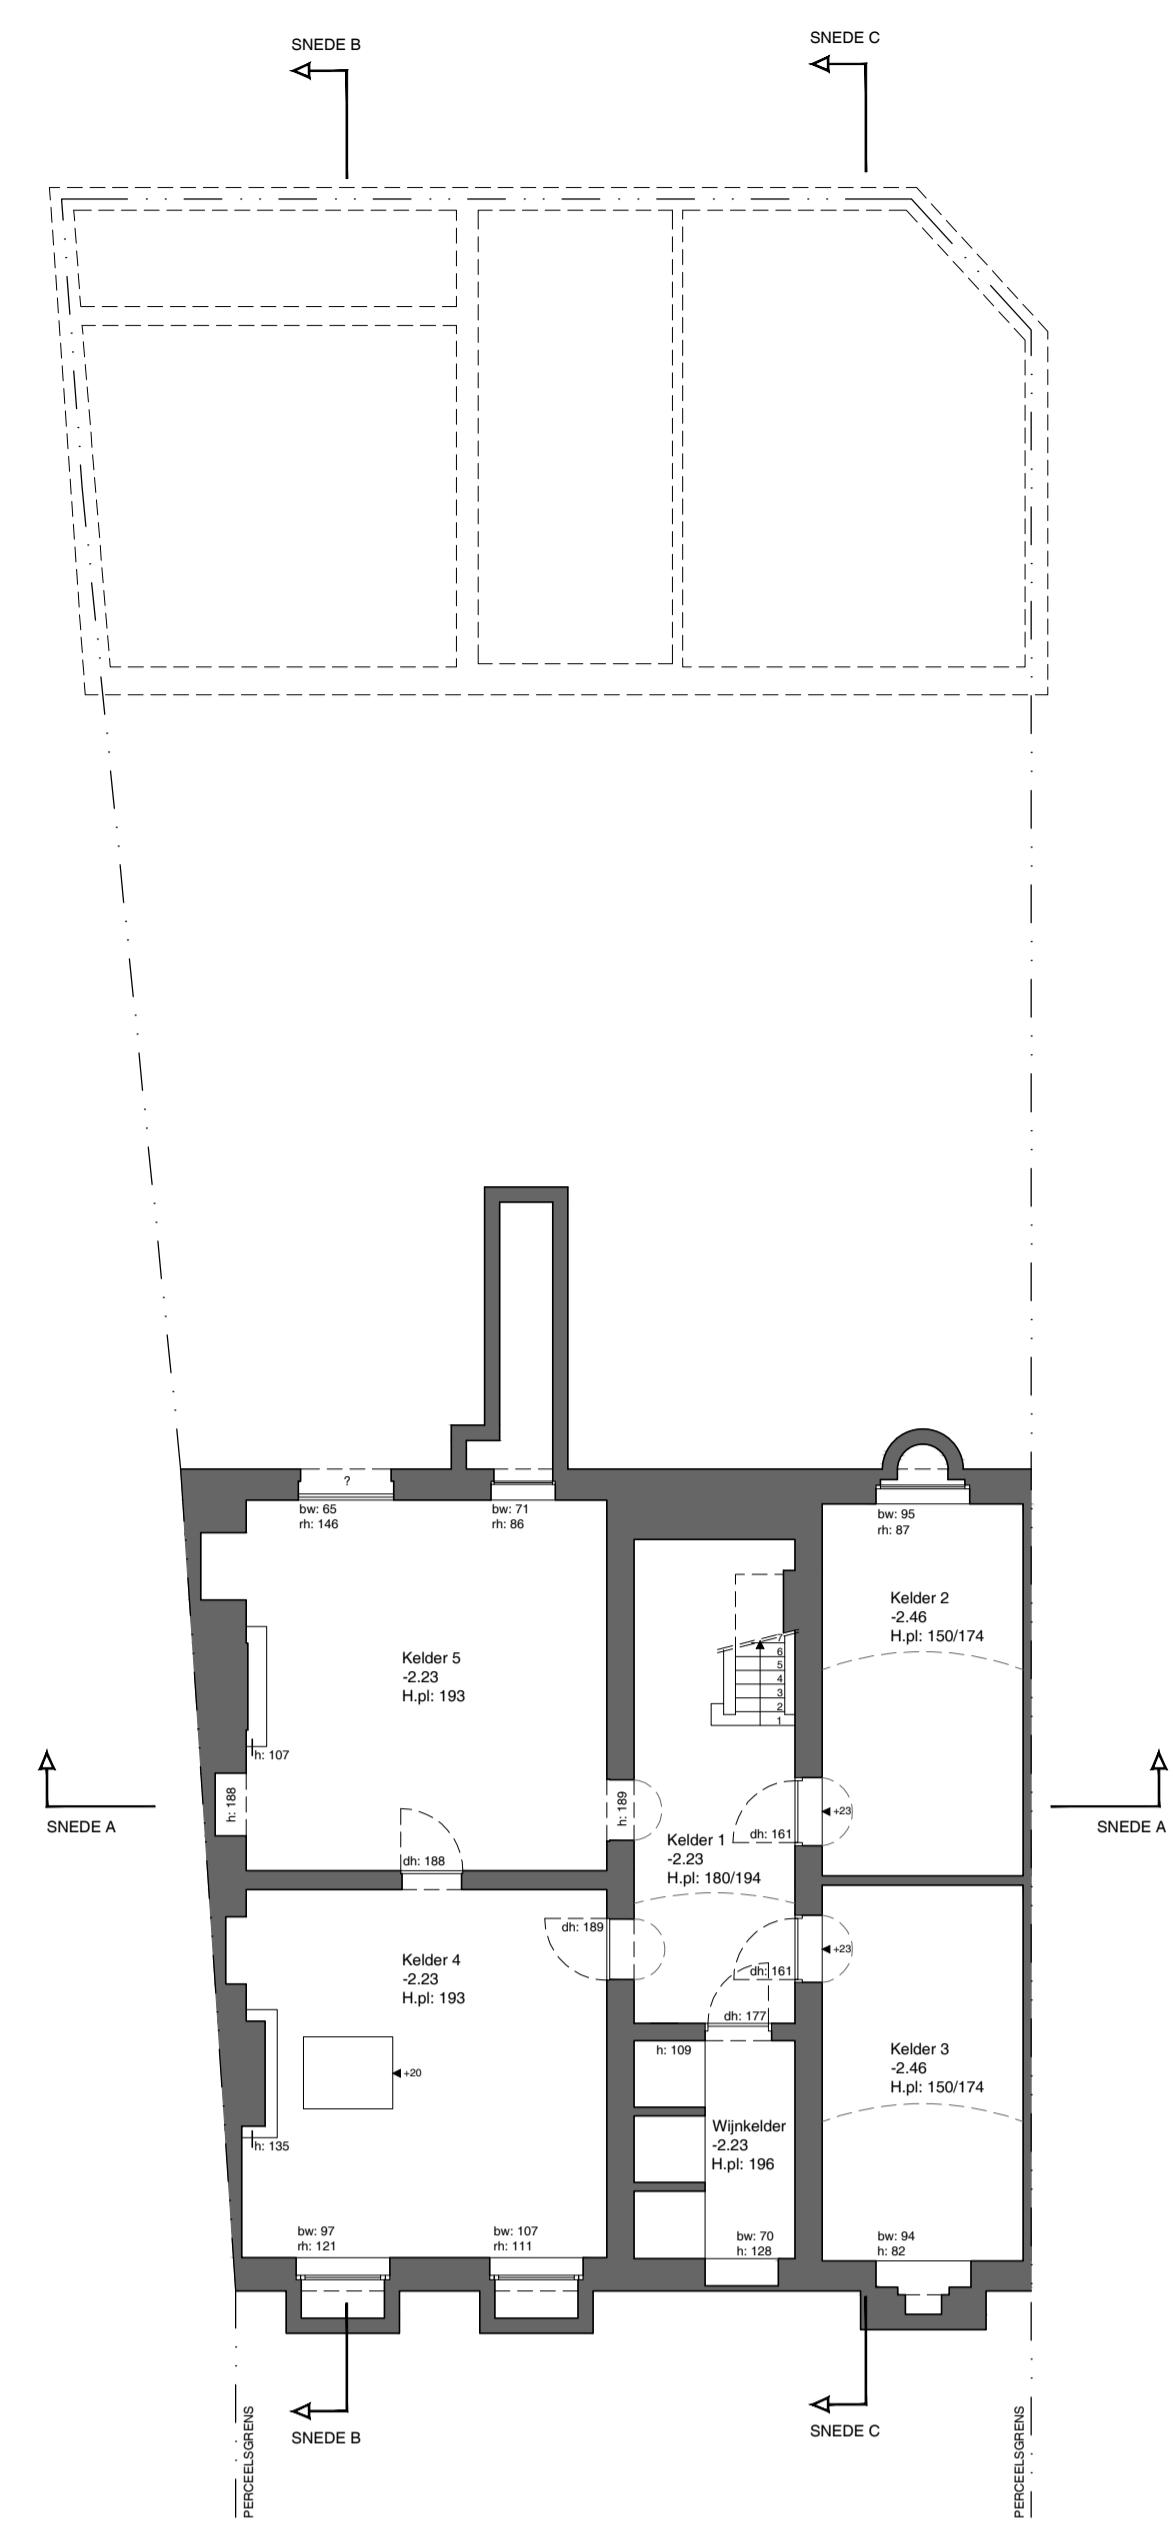 SNEDE B
SNEDE C
?
bw: 65
rh: 146
bw: 71
rh: 86
bw: 95
rh: 87
Kelder 2
-2.46
H.pl: 150/174
Kelder 5
-2.23
H.pl: 193
7
6
5
4
3
2
1
h: 107
h: 188
h: 189
SNEDE A
SNEDE A
+23
dh: 161
Kelder 1
-2.23
H.pl: 180/194
dh: 188
dh: 189
+23
dh: 161
Kelder 4
-2.23
H.pl: 193
dh: 177
h: 109
Kelder 3
-2.46
H.pl: 150/174
+20
Wijnkelder
-2.23
H.pl: 196
h: 135
bw: 97
rh: 121
bw: 107
rh: 111
bw: 70
h: 128
bw: 94
h: 82
SNEDE B
SNEDE C
PERCEELSGRENS
PERCEELSGRENS